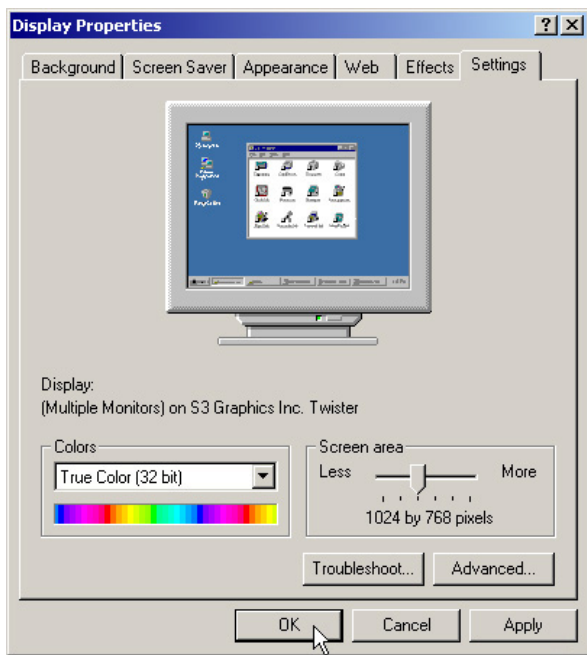 Display Properties
Background Screen Saver Appearance Web Effects Settings
Display:
(Multiple Monitors) on S3 Graphics Inc. Twister
Colors
True Color (32 bit)
Screen area
Less More
1024 by 768 pixels
Troubleshoot... Advanced...
OK Cancel Apply